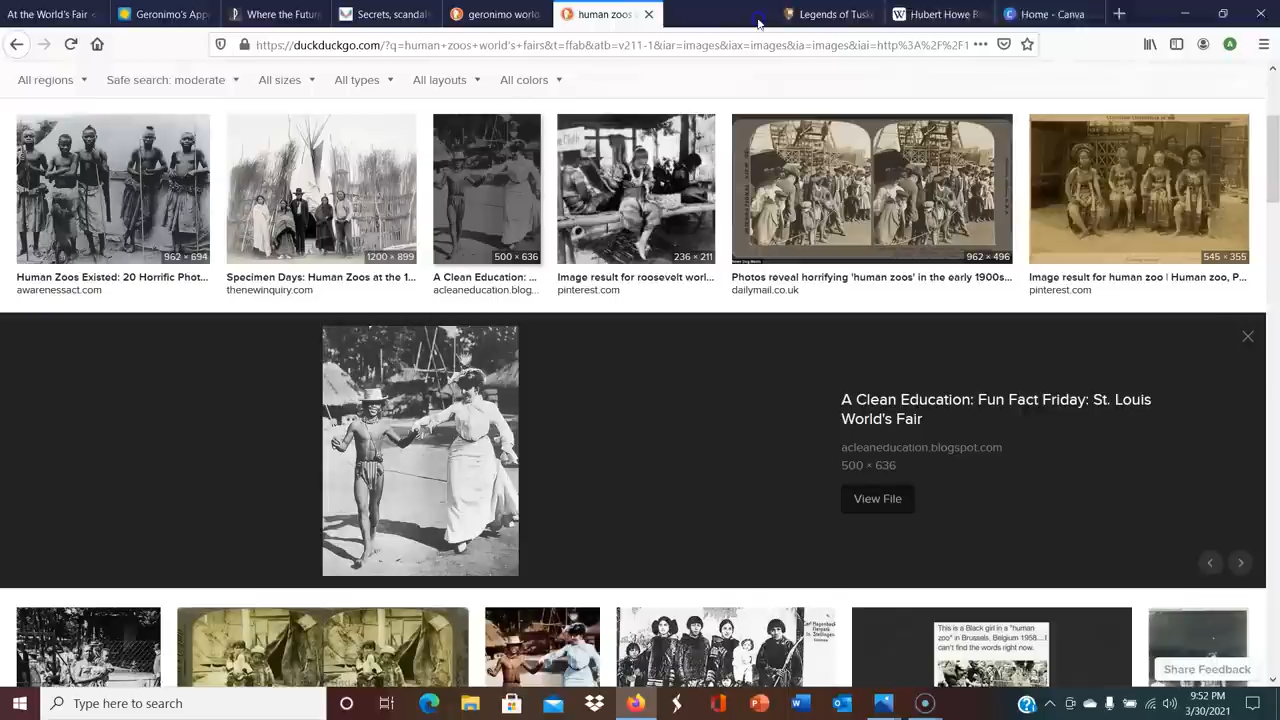 At the World's Fair
Geronimo's App
Where the Future
Secrets, scandal
geronimo world
human zoos
Legends of Tuske
Hubert Howe B
Home - Canva
https://duckduckgo.com/?q=human+zoos+world's+fairs&t=ffab&atb=v211-1&iar=images&iax=images&ia=images&iai=http%3A%2F%2F1
A
All regions
Safe search: moderate
All sizes
All types
All layouts
All colors
962 × 694
1200 × 899
500 × 636
236 × 211
962 × 496
545 × 355
Human Zoos Existed: 20 Horrific Phot...
Specimen Days: Human Zoos at the 1...
A Clean Education: ...
Image result for roosevelt worl...
Photos reveal horrifying 'human zoos' in the early 1900s...
Image result for human zoo | Human zoo, P...
awarenessact.com
thenewinquiry.com
acleaneducation.blog...
pinterest.com
dailymail.co.uk
pinterest.com
A Clean Education: Fun Fact Friday: St. Louis
World's Fair
acleaneducation.blogspot.com
500 × 636
View File
Carl Hagenbeck
This is a Black girl in a "human
zoo" in Brussels, Belgium 1958....I
can't find the words right now.
Share Feedback
Type here to search
9:52 PM
3/30/2021